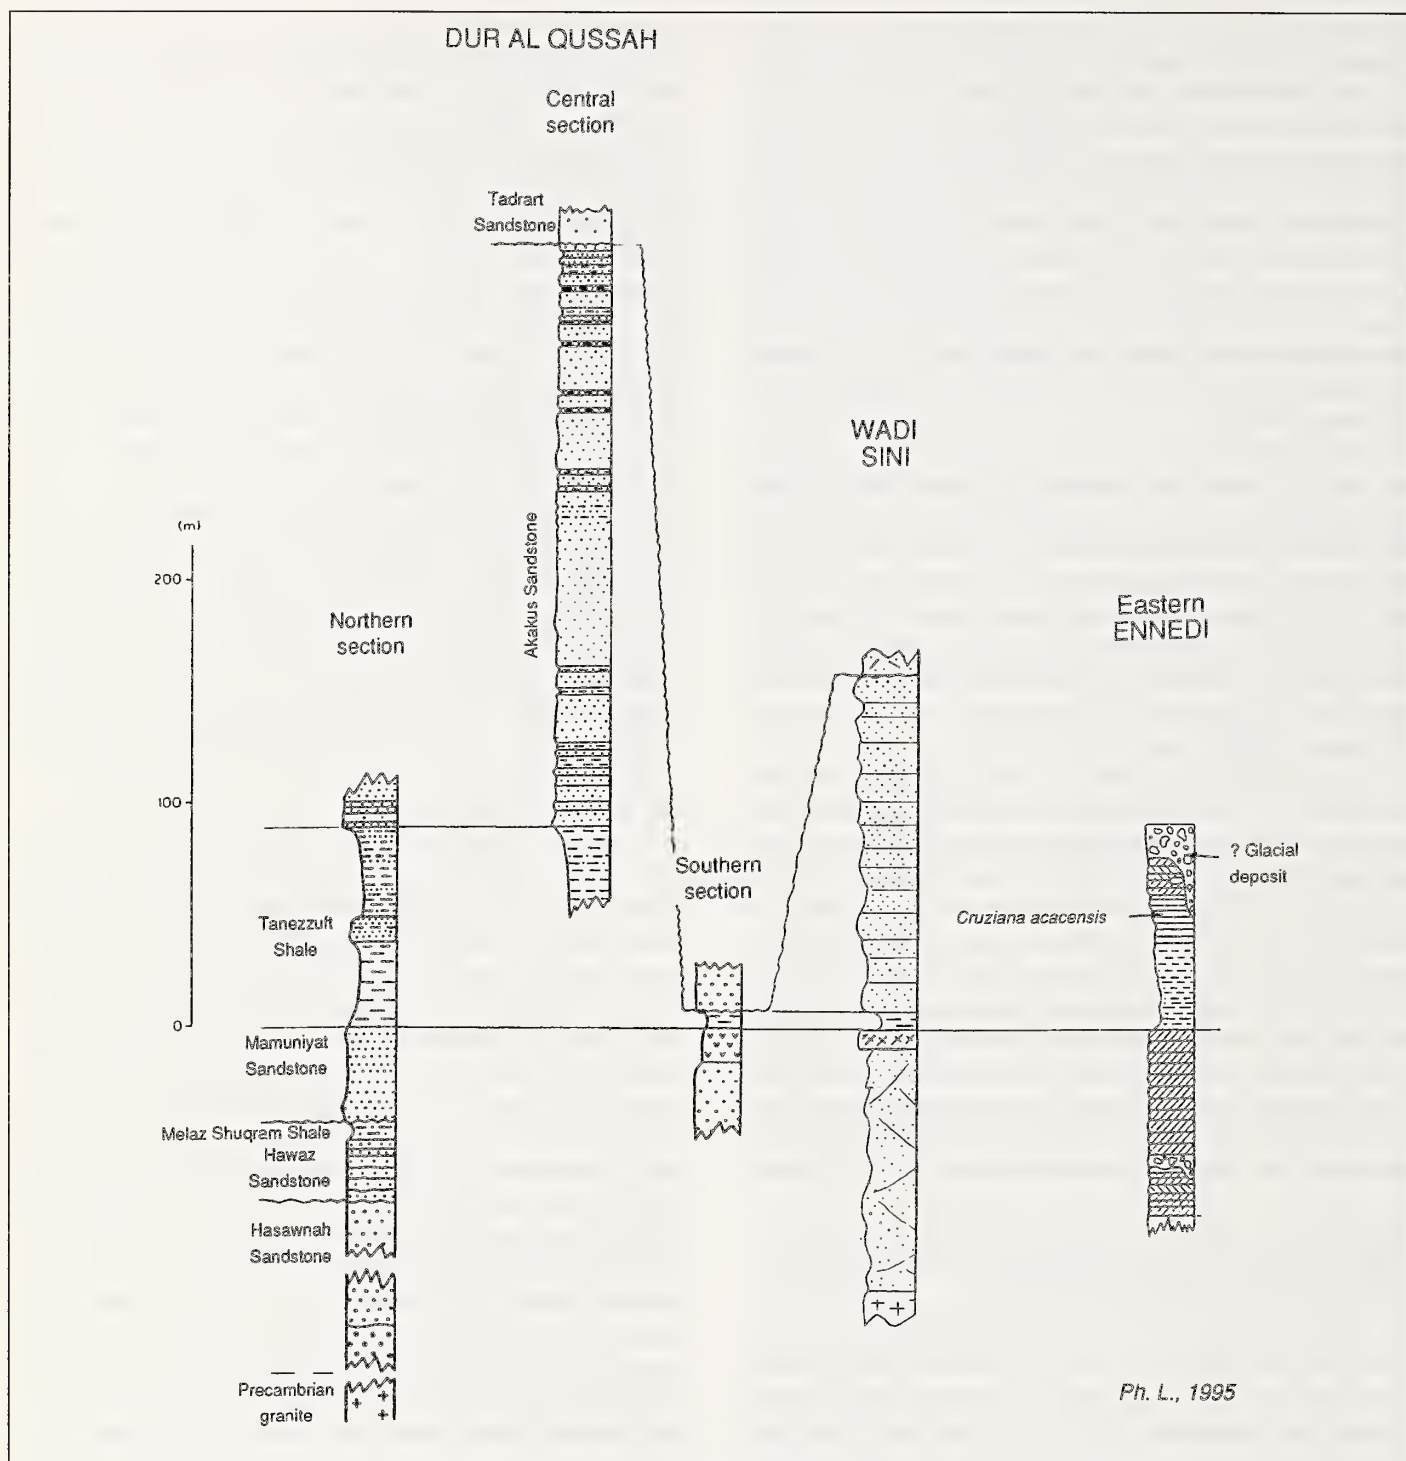 DUR AL QUSSAH
Central
section
Tadrart
Sandstone
WADI
SINI
(m)
200
Akakus Sandstone
Eastern
ENNEDI
Northern
section
100
Southern
section
? Glacial
deposit
Cruziana acacensis
Tanezzuft
Shale
0
Mamuniyat
Sandstone
Melaz Shuqram Shale
Hawaz
Sandstone
Hasawnah
Sandstone
Precambrian
granite
Ph. L., 1995